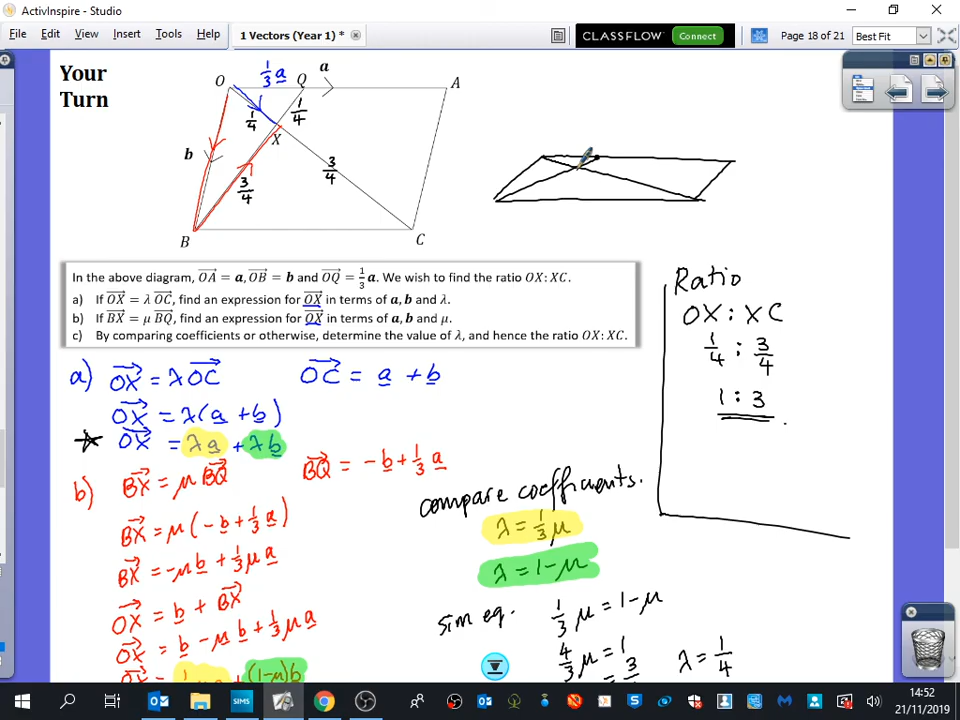 ActivInspire - Studio
File Edit View Insert Tools Help
1 Vectors (Year 1) *
CLASSFLOW Connect
Page 18 of 21
Best Fit
Your
Turn
O
1/3 a
Q
a
A
1/4
1/4
X
b
3/4
3/4
B
C
In the above diagram, →OA = a, →OB = b and →OQ = 1/3 a. We wish to find the ratio OX: XC.
a) If →OX = λ →OC, find an expression for →OX in terms of a, b and λ.
b) If →BX = μ →BQ, find an expression for →OX in terms of a, b and μ.
c) By comparing coefficients or otherwise, determine the value of λ, and hence the ratio OX: XC.
Ratio
OX : XC
1/4 : 3/4
1 : 3
a) →OX = λ →OC
→OC = a + b
→OX = λ(a + b)
→OX = λa + λb
b) →BX = μ →BQ
→BQ = -b + 1/3 a
→BX = μ(-b + 1/3 a)
→BX = -μb + 1/3 μa
→OX = b + →BX
→OX = b - μb + 1/3 μa
1/3 μa + (1-μ)b
compare coefficients.
λ = 1/3 μ
λ = 1-μ
sim eq.
1/3 μ = 1-μ
4/3 μ = 1
λ = 1/4
SIMS
14:52
21/11/2019